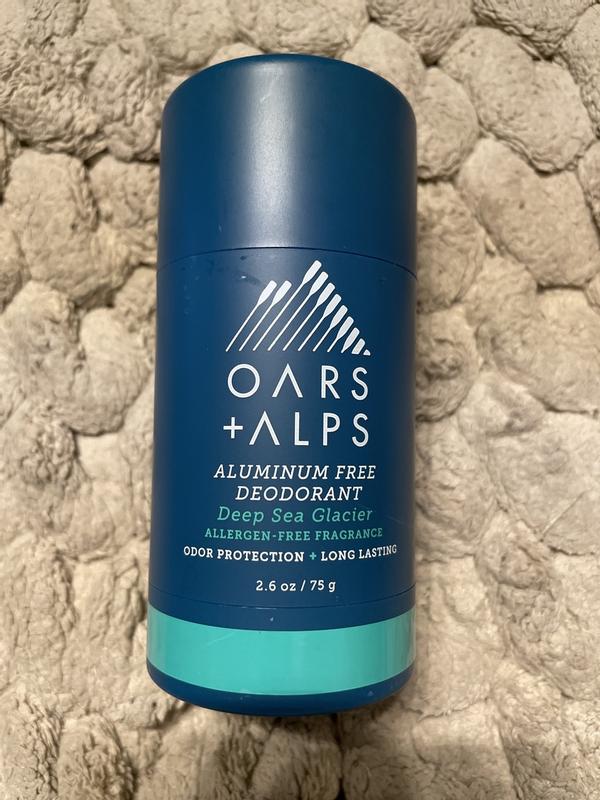 OARS
+ALPS
ALUMINUM FREE
DEODORANT
Deep Sea Glacier
ALLERGEN-FREE FRAGRANCE
ODOR PROTECTION + LONG LASTING
2.6 oz / 75 g